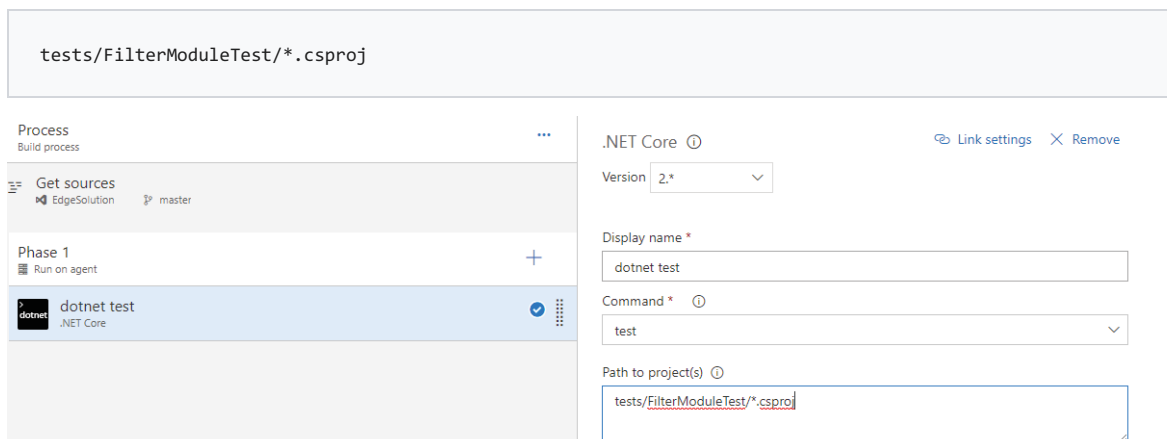 tests/FilterModuleTest/*.csproj
Process
Build process
Get sources
EdgeSolution master
Phase 1
Run on agent
dotnet
dotnet test
.NET Core
.NET Core
Link settings
Remove
Version 2.*
Display name *
dotnet test
Command *
test
Path to project(s)
tests/FilterModuleTest/*.csproj